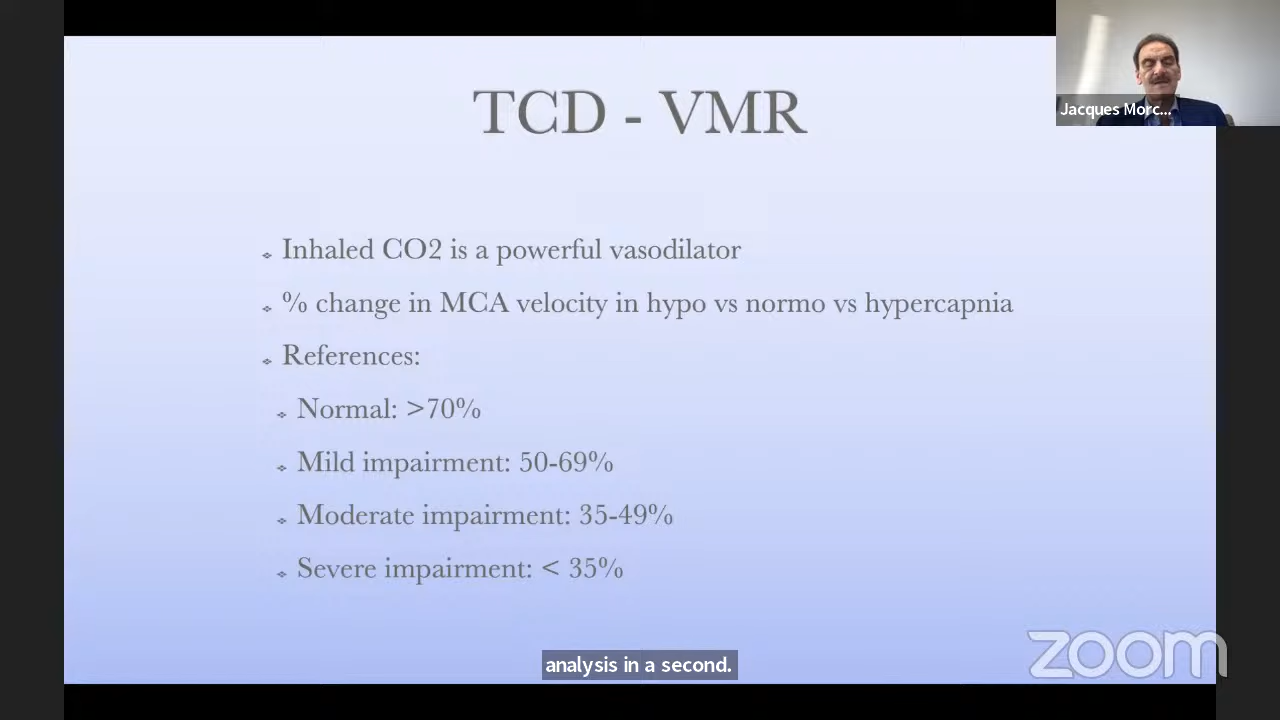 TCD - VMR
Jacques Morc...
Inhaled CO2 is a powerful vasodilator
% change in MCA velocity in hypo vs normo vs hypercapnia
References:
Normal: >70%
Mild impairment: 50-69%
Moderate impairment: 35-49%
Severe impairment: < 35%
zoom
analysis in a second.